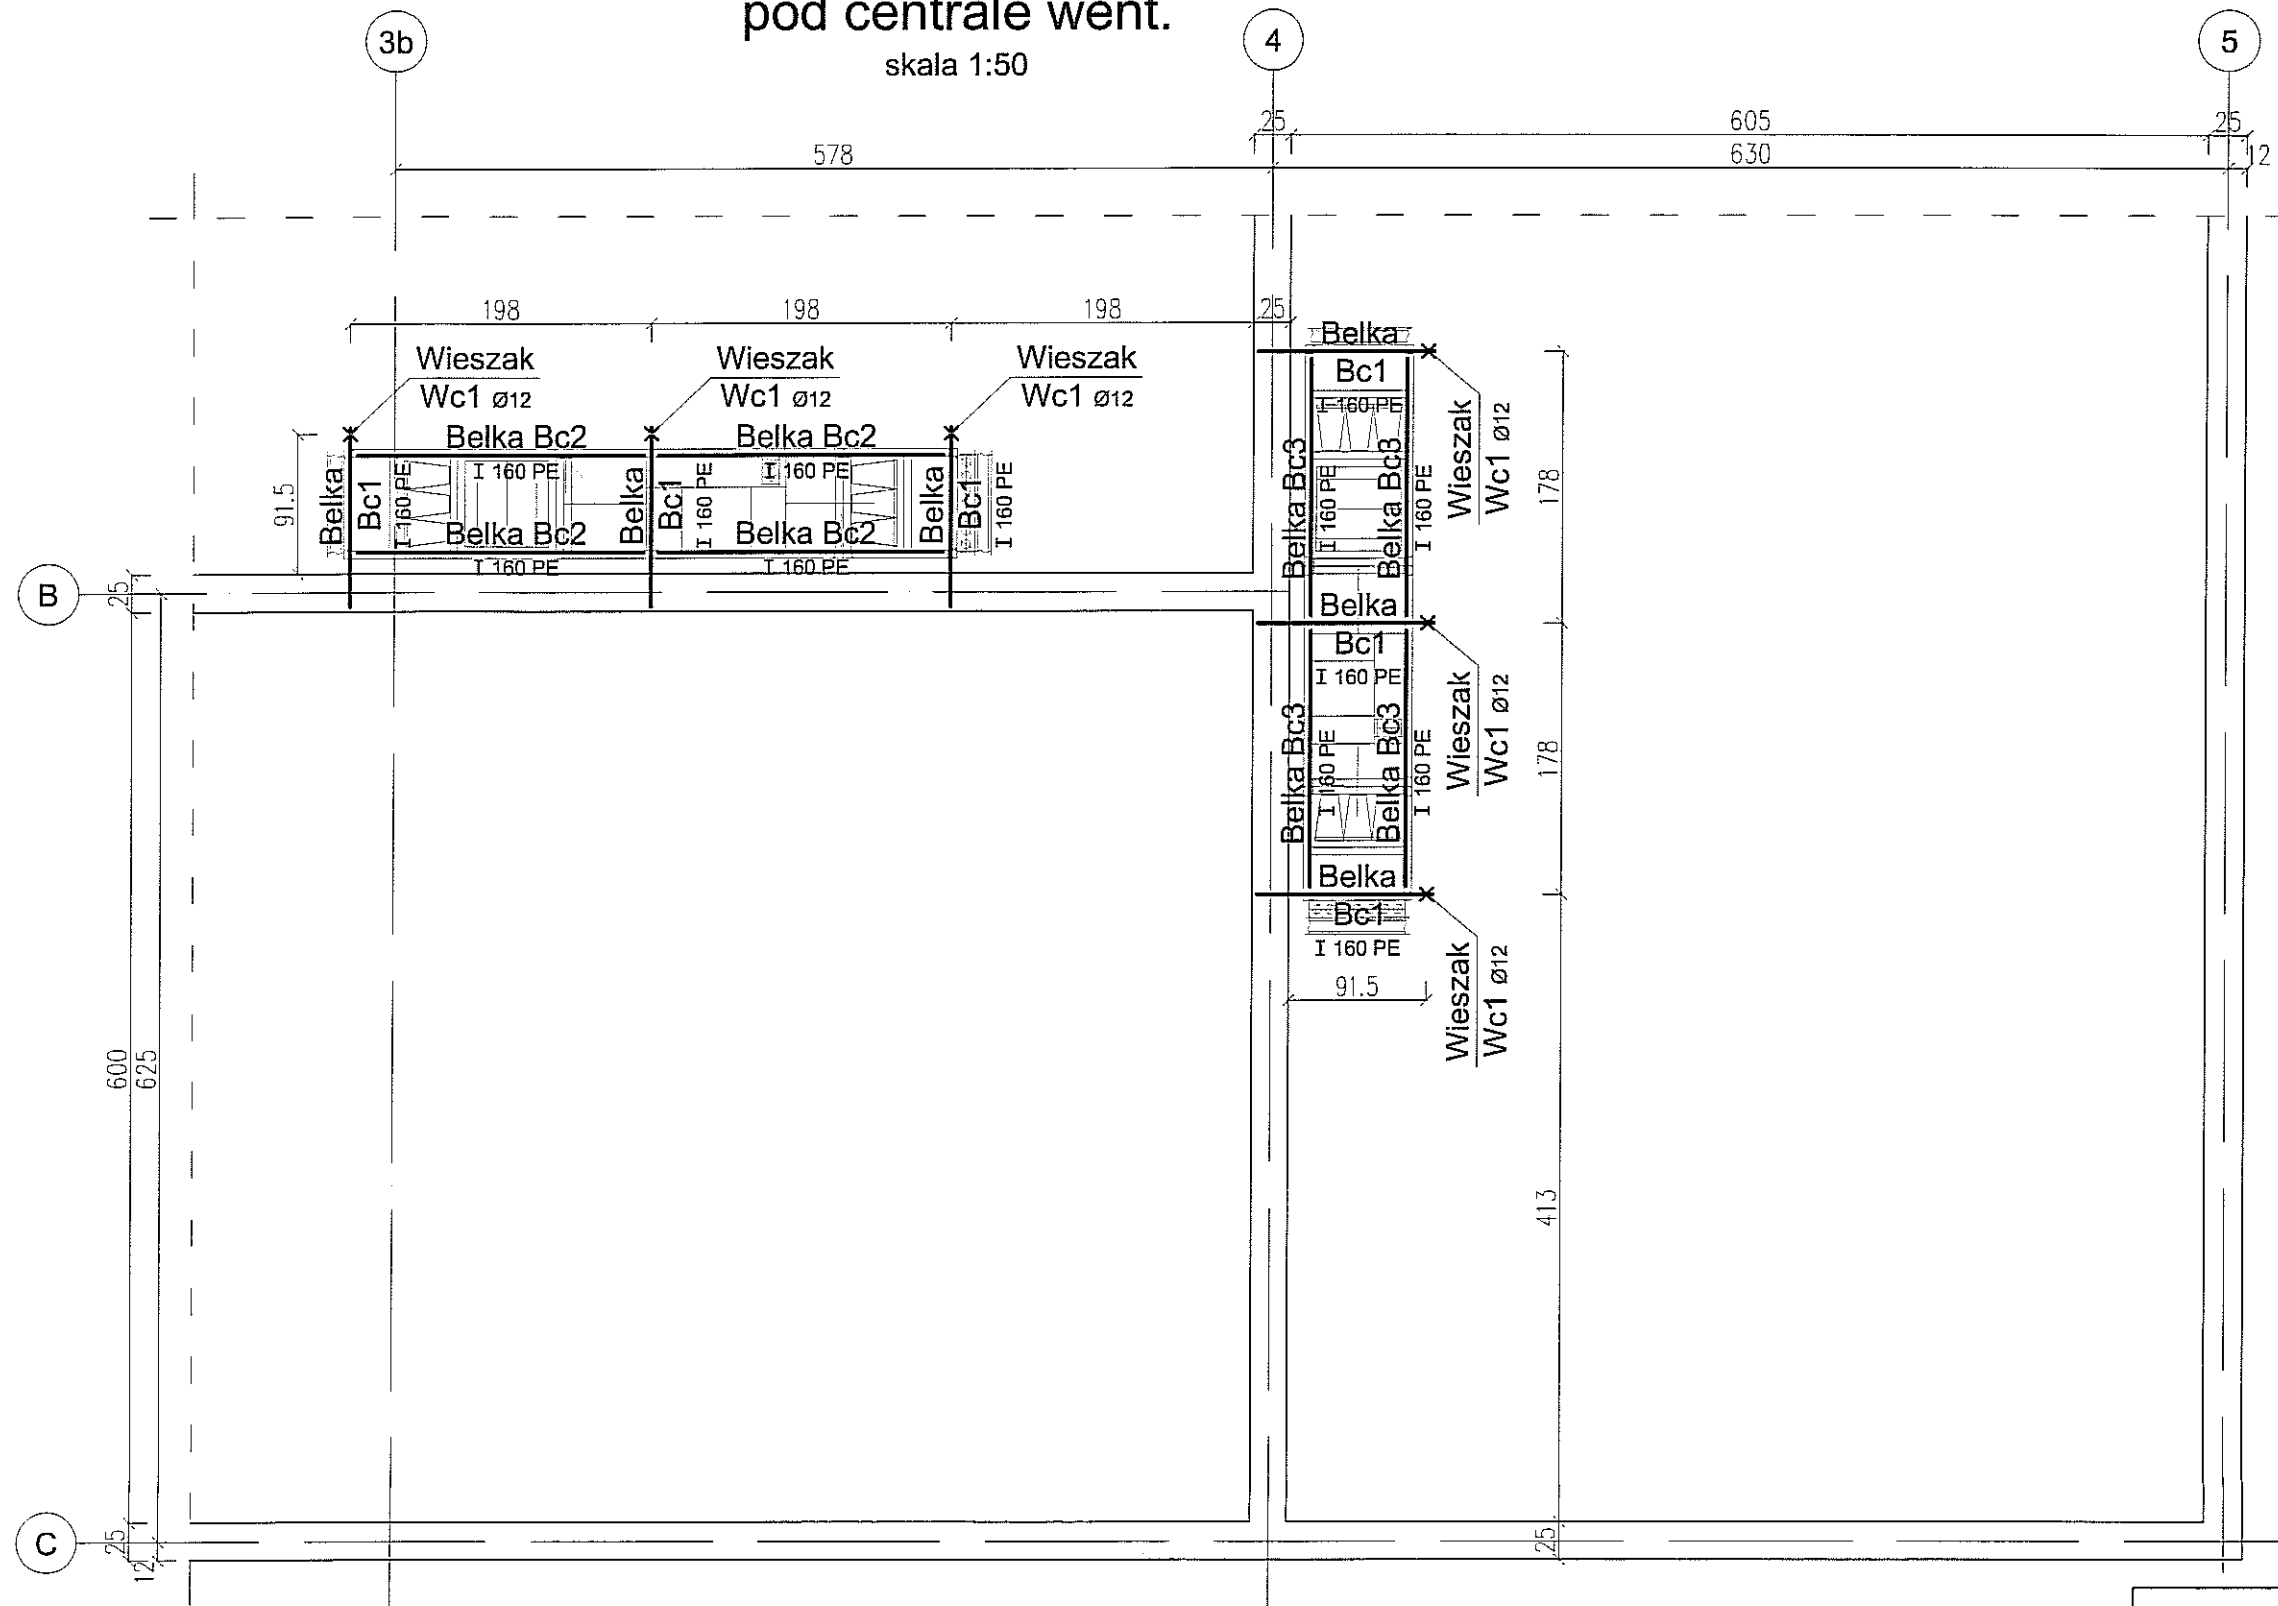 pod centrale went.
skala 1:50
3b
4
5
25
605
25
578
630
12
198
198
198
25
Wieszak
Wc1 Ø12
Wieszak
Wc1 Ø12
Wieszak
Wc1 Ø12
Belka
Bc1
I 160 PE
Wieszak
Wc1 Ø12
178
91.5
Belka Bc2
I 160 PE
Belka Bc2
I 160 PE
Belka
Bc1
I 160 PE
Belka
Bc1
I 160 PE
Belka
Bc1
I 160 PE
Belka Bc2
I 160 PE
Belka Bc2
I 160 PE
Belka Bc3
I 160 PE
Belka Bc3
I 160 PE
B
25
Belka
Bc1
I 160 PE
Wieszak
Wc1 Ø12
178
Belka Bc3
I 160 PE
Belka Bc3
I 160 PE
Belka
Bc1
I 160 PE
Wieszak
Wc1 Ø12
91.5
600
625
413
C
25
12
25